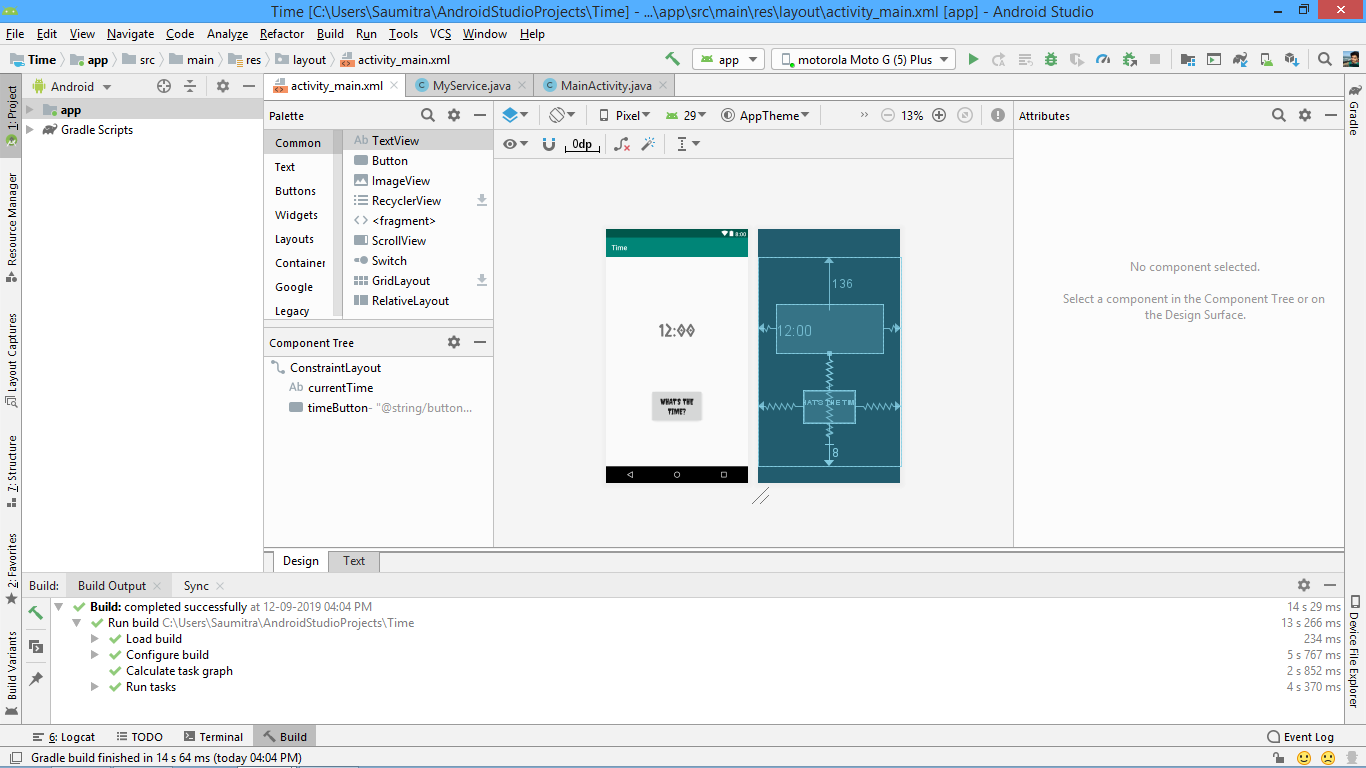 Time [C:\Users\Saumitra\AndroidStudioProjects\Time] - ...\app\src\main\res\layout\activity_main.xml [app] - Android Studio
File Edit View Navigate Code Analyze Refactor Build Run Tools VCS Window Help
Time app src main res layout activity_main.xml app motorola Moto G (5) Plus
1: Project
Resource Manager
Layout Captures
7: Structure
2: Favorites
Build Variants
Android
app
Gradle Scripts
activity_main.xml MyService.java MainActivity.java
Palette
Common
Text
Buttons
Widgets
Layouts
Container
Google
Legacy
Ab TextView
Button
ImageView
RecyclerView
<fragment>
ScrollView
Switch
GridLayout
RelativeLayout
Component Tree
ConstraintLayout
Ab currentTime
timeButton- "@string/button...
Pixel 29 AppTheme 13%
0dp
8:00
Time
12:00
WHAT'S THE
TIME?
136
12:00
8
Attributes
No component selected.
Select a component in the Component Tree or on
the Design Surface.
Gradle
Device File Explorer
Design Text
Build: Build Output Sync
Build: completed successfully at 12-09-2019 04:04 PM 14 s 29 ms
Run build C:\Users\Saumitra\AndroidStudioProjects\Time 13 s 266 ms
Load build 234 ms
Configure build 5 s 767 ms
Calculate task graph 2 s 852 ms
Run tasks 4 s 370 ms
6: Logcat TODO Terminal Build Event Log
Gradle build finished in 14 s 64 ms (today 04:04 PM)